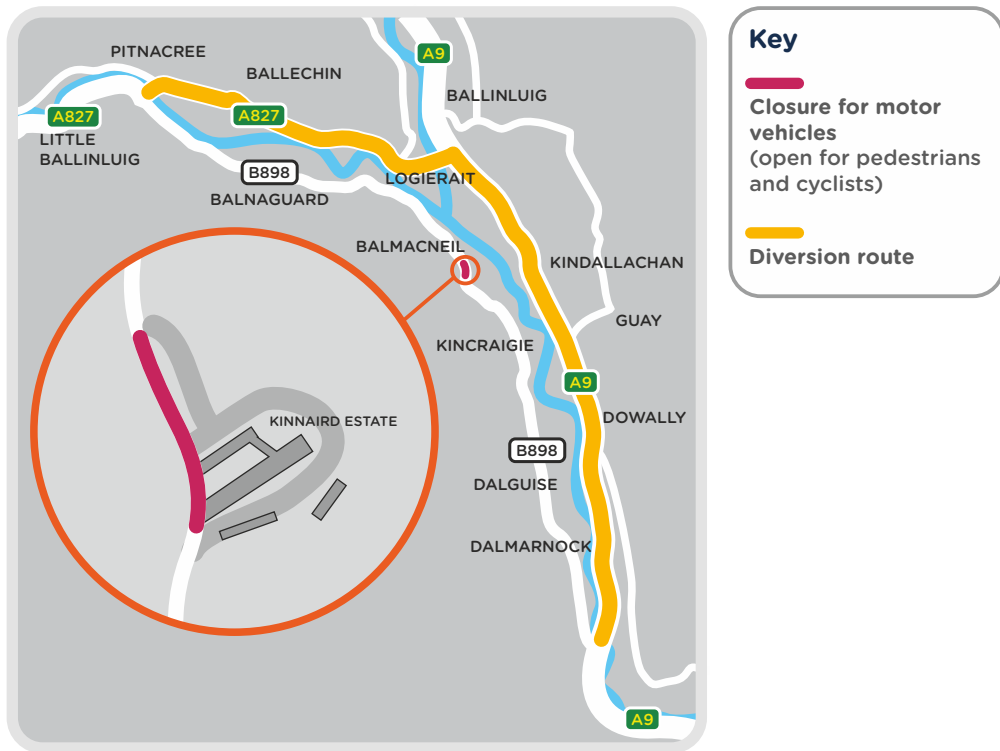 PITNACREE
BALLECHIN
A9
BALLINLUIG
A827
A827
LITTLE
BALLINLUIG
B898
LOGIERAIT
BALNAGUARD
BALMACNEIL
KINDALLACHAN
GUAY
KINCRAIGIE
A9
DOWALLY
KINNAIRD ESTATE
B898
DALGUISE
DALMARNOCK
A9
Key
Closure for motor
vehicles
(open for pedestrians
and cyclists)
Diversion route